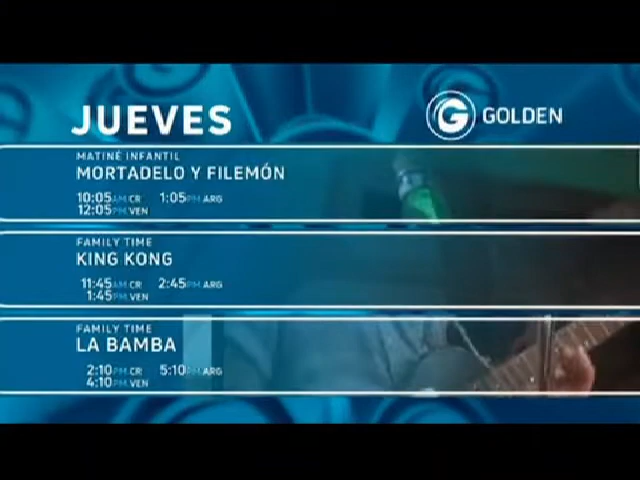 JUEVES
G GOLDEN
MATINÉ INFANTIL
MORTADELO Y FILEMÓN
10:05AM CR 1:05PM ARG
12:05PM VEN
FAMILY TIME
KING KONG
11:45AM CR 2:45PM ARG
1:45PM VEN
FAMILY TIME
LA BAMBA
2:10PM CR 5:10PM ARG
4:10PM VEN